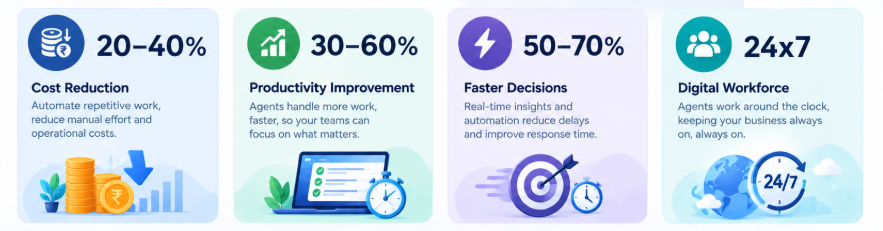 20–40%
Cost Reduction
Automate repetitive work,
reduce manual effort and
operational costs.
₹
₹
30–60%
Productivity Improvement
Agents handle more work,
faster, so your teams can
focus on what matters.
50–70%
Faster Decisions
Real-time insights and
automation reduce delays
and improve response time.
24x7
Digital Workforce
Agents work around the clock,
keeping your business always
on, always on.
24/7